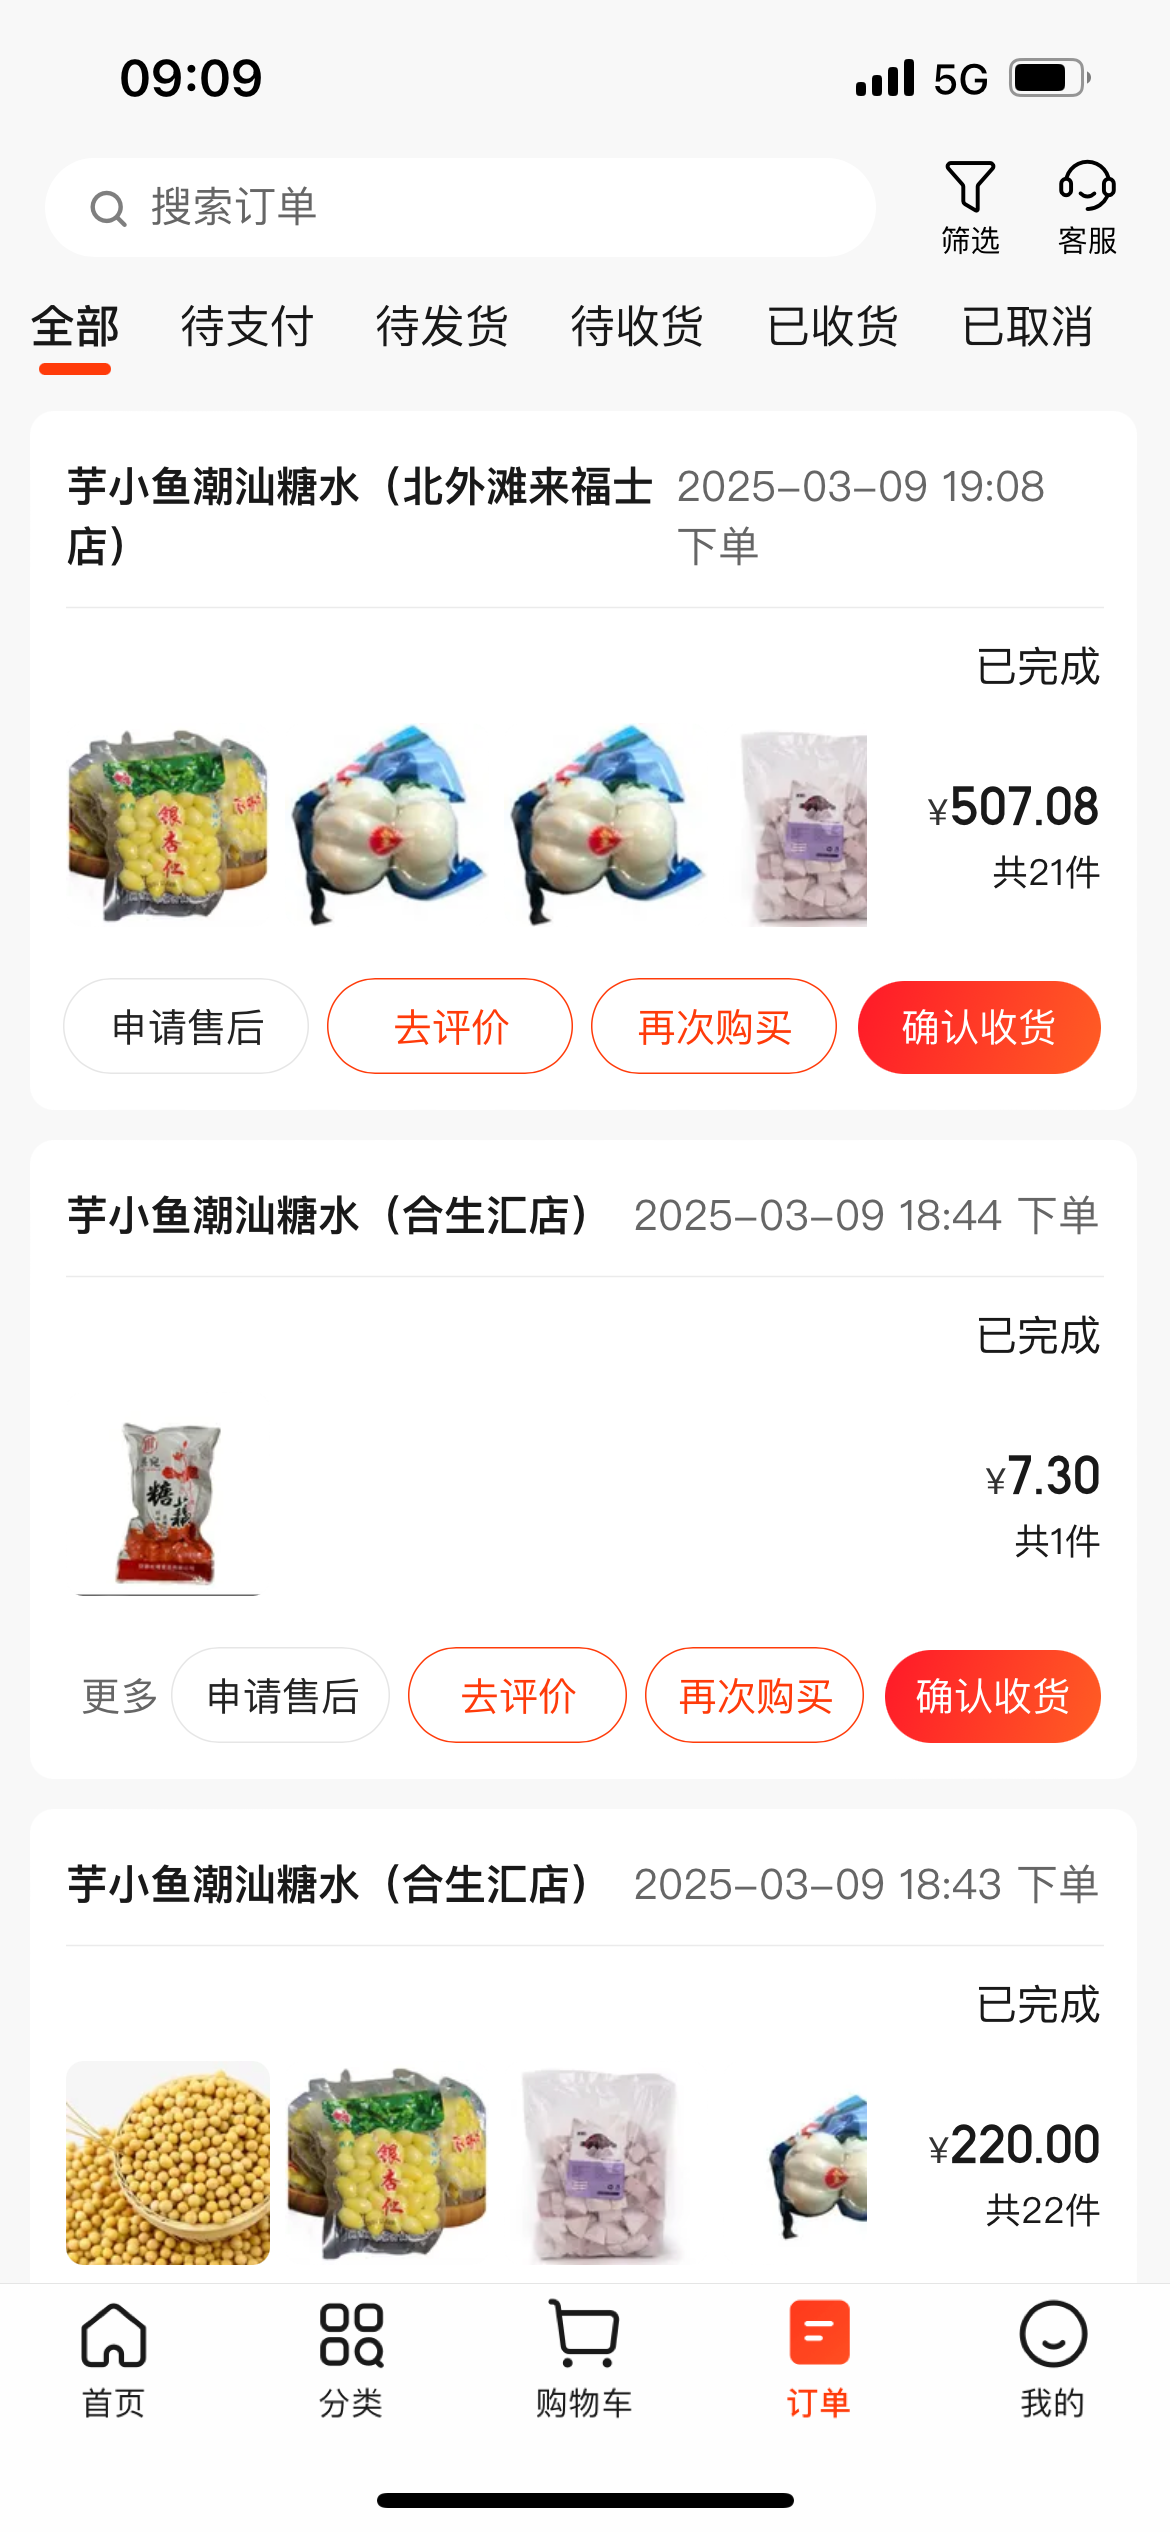 09:09
5G
搜索订单
筛选
客服
全部 待支付 待发货 待收货 已收货 已取消
芋小鱼潮汕糖水（北外滩来福士店） 2025-03-09 19:08 下单
已完成
银杏仁
¥507.08
共21件
申请售后 去评价 再次购买 确认收货
芋小鱼潮汕糖水（合生汇店） 2025-03-09 18:44 下单
已完成
糖藕
¥7.30
共1件
更多 申请售后 去评价 再次购买 确认收货
芋小鱼潮汕糖水（合生汇店） 2025-03-09 18:43 下单
已完成
银杏仁
¥220.00
共22件
首页 分类 购物车 订单 我的